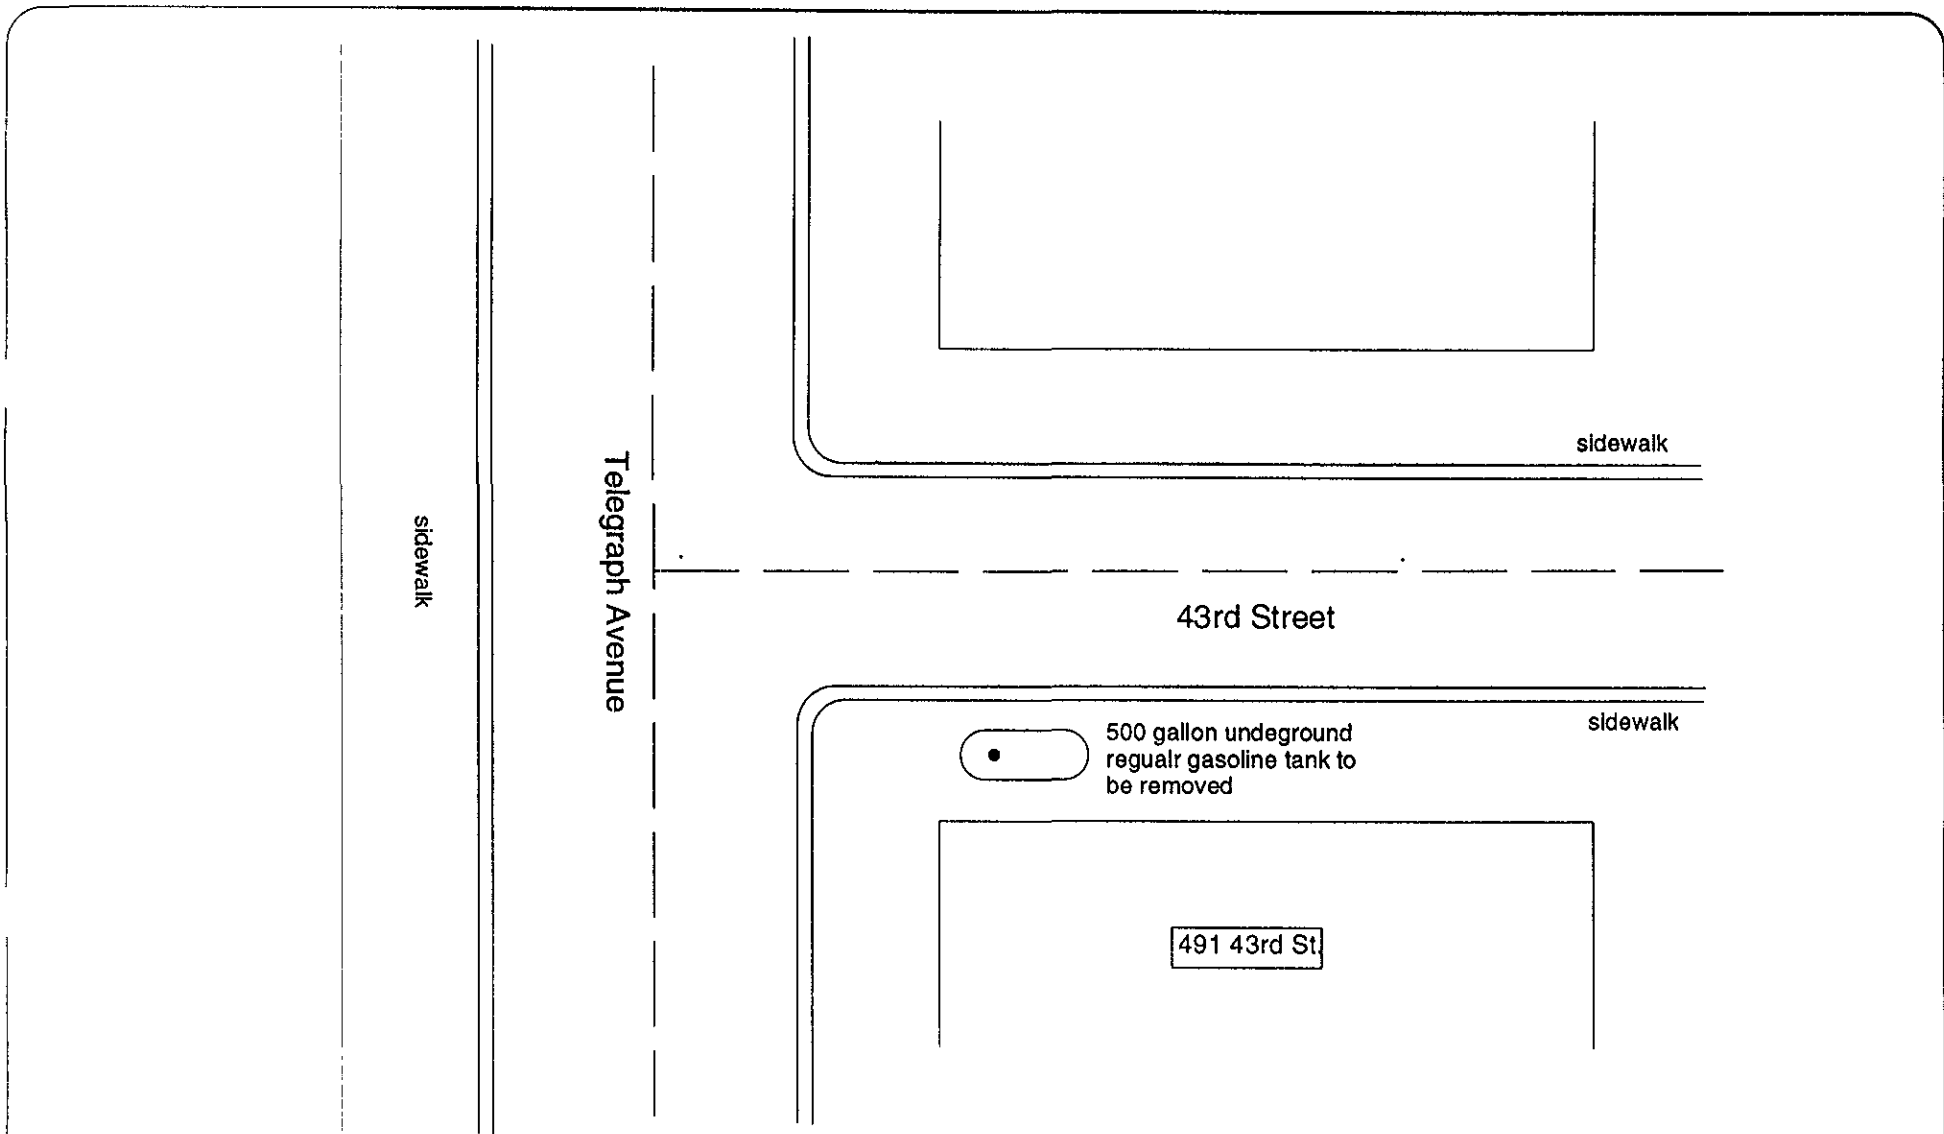 sidewalk
sidewalk
Telegraph Avenue
43rd Street
sidewalk
500 gallon undeground
regualr gasoline tank to
be removed
491 43rd St.